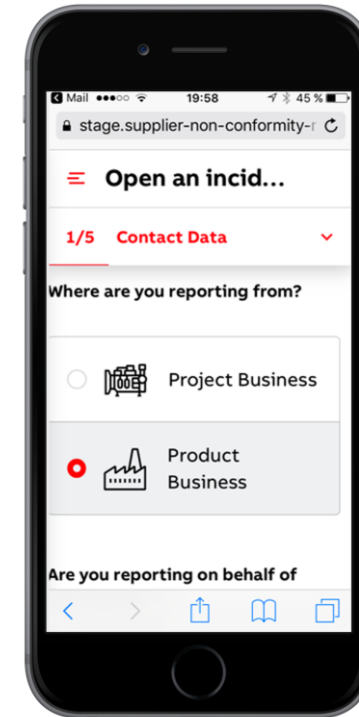 Mail 19:58 45 %
stage.supplier-non-conformity-r
Open an incid...
1/5 Contact Data
Where are you reporting from?
Project Business
Product
Business
Are you reporting on behalf of